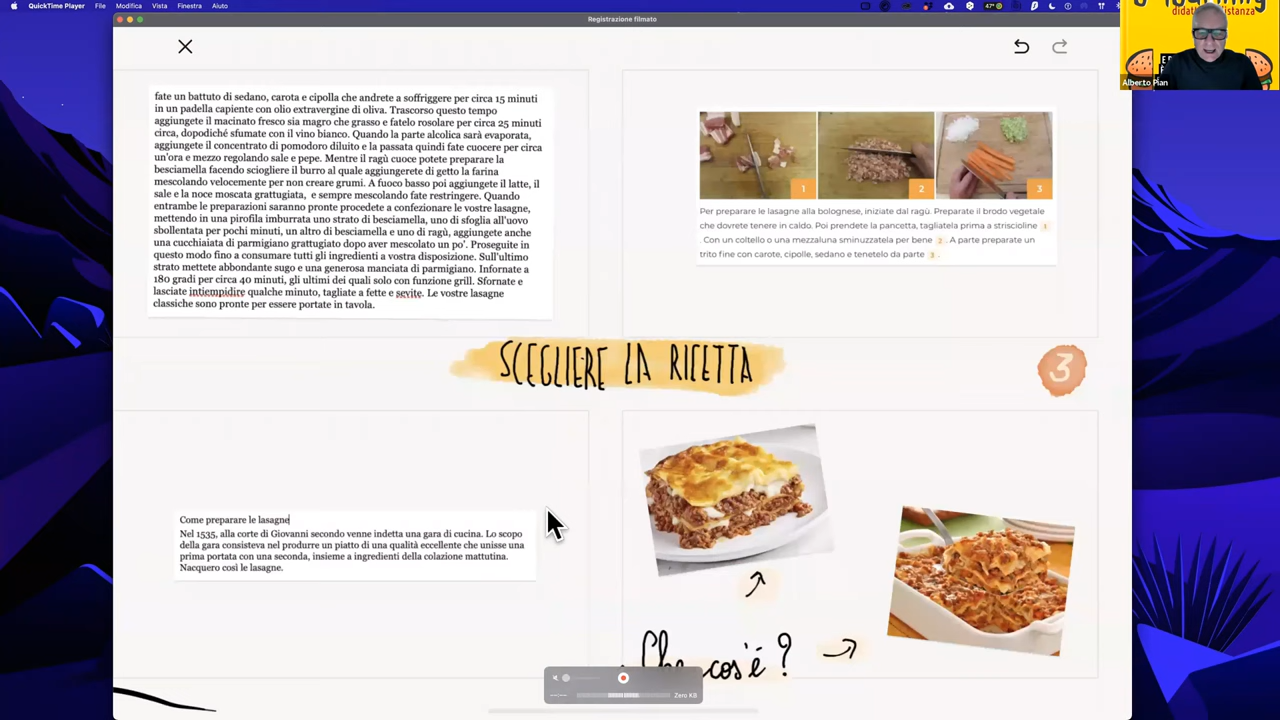 QuickTime Player File Modifica Vista Finestra Aiuto
47°
Registrazione filmato
didattica distanza
Alberto Pian
fate un battuto di sedano, carota e cipolla che andrete a soffriggere per circa 15 minuti
in un padella capiente con olio extravergine di oliva. Trascorso questo tempo
aggiungete il macinato fresco sia magro che grasso e fatelo rosolare per circa 25 minuti
circa, dopodiché sfumate con il vino bianco. Quando la parte alcolica sarà evaporata,
aggiungete il concentrato di pomodoro diluito e la passata quindi fate cuocere per circa
un'ora e mezzo regolando sale e pepe. Mentre il ragù cuoce potete preparare la
besciamella facendo sciogliere il burro al quale aggiungerete di getto la farina
mescolando velocemente per non creare grumi. A fuoco basso poi aggiungete il latte, il
sale e la noce moscata grattugiata, e sempre mescolando fate restringere. Quando
entrambe le preparazioni saranno pronte procedete a confezionare le vostre lasagne,
mettendo in una pirofila imburrata uno strato di besciamella, uno di sfoglia all'uovo
sbollentata per pochi minuti, un altro di besciamella e uno di ragù, aggungete anche
una cucchiaiata di parmigiano grattugiato dopo aver mescolato un po'. Proseguite in
questo modo fino a consumare tutti gli ingredienti a vostra disposizione. Sull'ultimo
strato mettete abbondante sugo e una generosa manciata di parmigiano. Infornate a
180 gradi per circa 40 minuti, gli ultimi dei quali solo con funzione grill. Sfornate e
lasciate intiempidire qualche minuto, tagliate a fette e sevite. Le vostre lasagne
classiche sono pronte per essere portate in tavola.
1 2 3
Per preparare le lasagne alla bolognese, iniziate dal ragù. Preparate il brodo vegetale
che dovrete tenere in caldo. Poi prendete la pancetta, tagliatela prima a striscioline 1
. Con un coltello o una mezzaluna sminuzzatela per bene 2 . A parte preparate un
trito fine con carote, cipolle, sedano e tenetelo da parte 3 .
SCEGLIERE LA RICETTA
3
Come preparare le lasagne
Nel 1535, alla corte di Giovanni secondo venne indetta una gara di cucina. Lo scopo
della gara consisteva nel produrre un piatto di una qualità eccellente che unisse una
prima portata con una seconda, insieme a ingredienti della colazione mattutina.
Nacquero così le lasagne.
Che cos'é ?
--:-- Zero KB